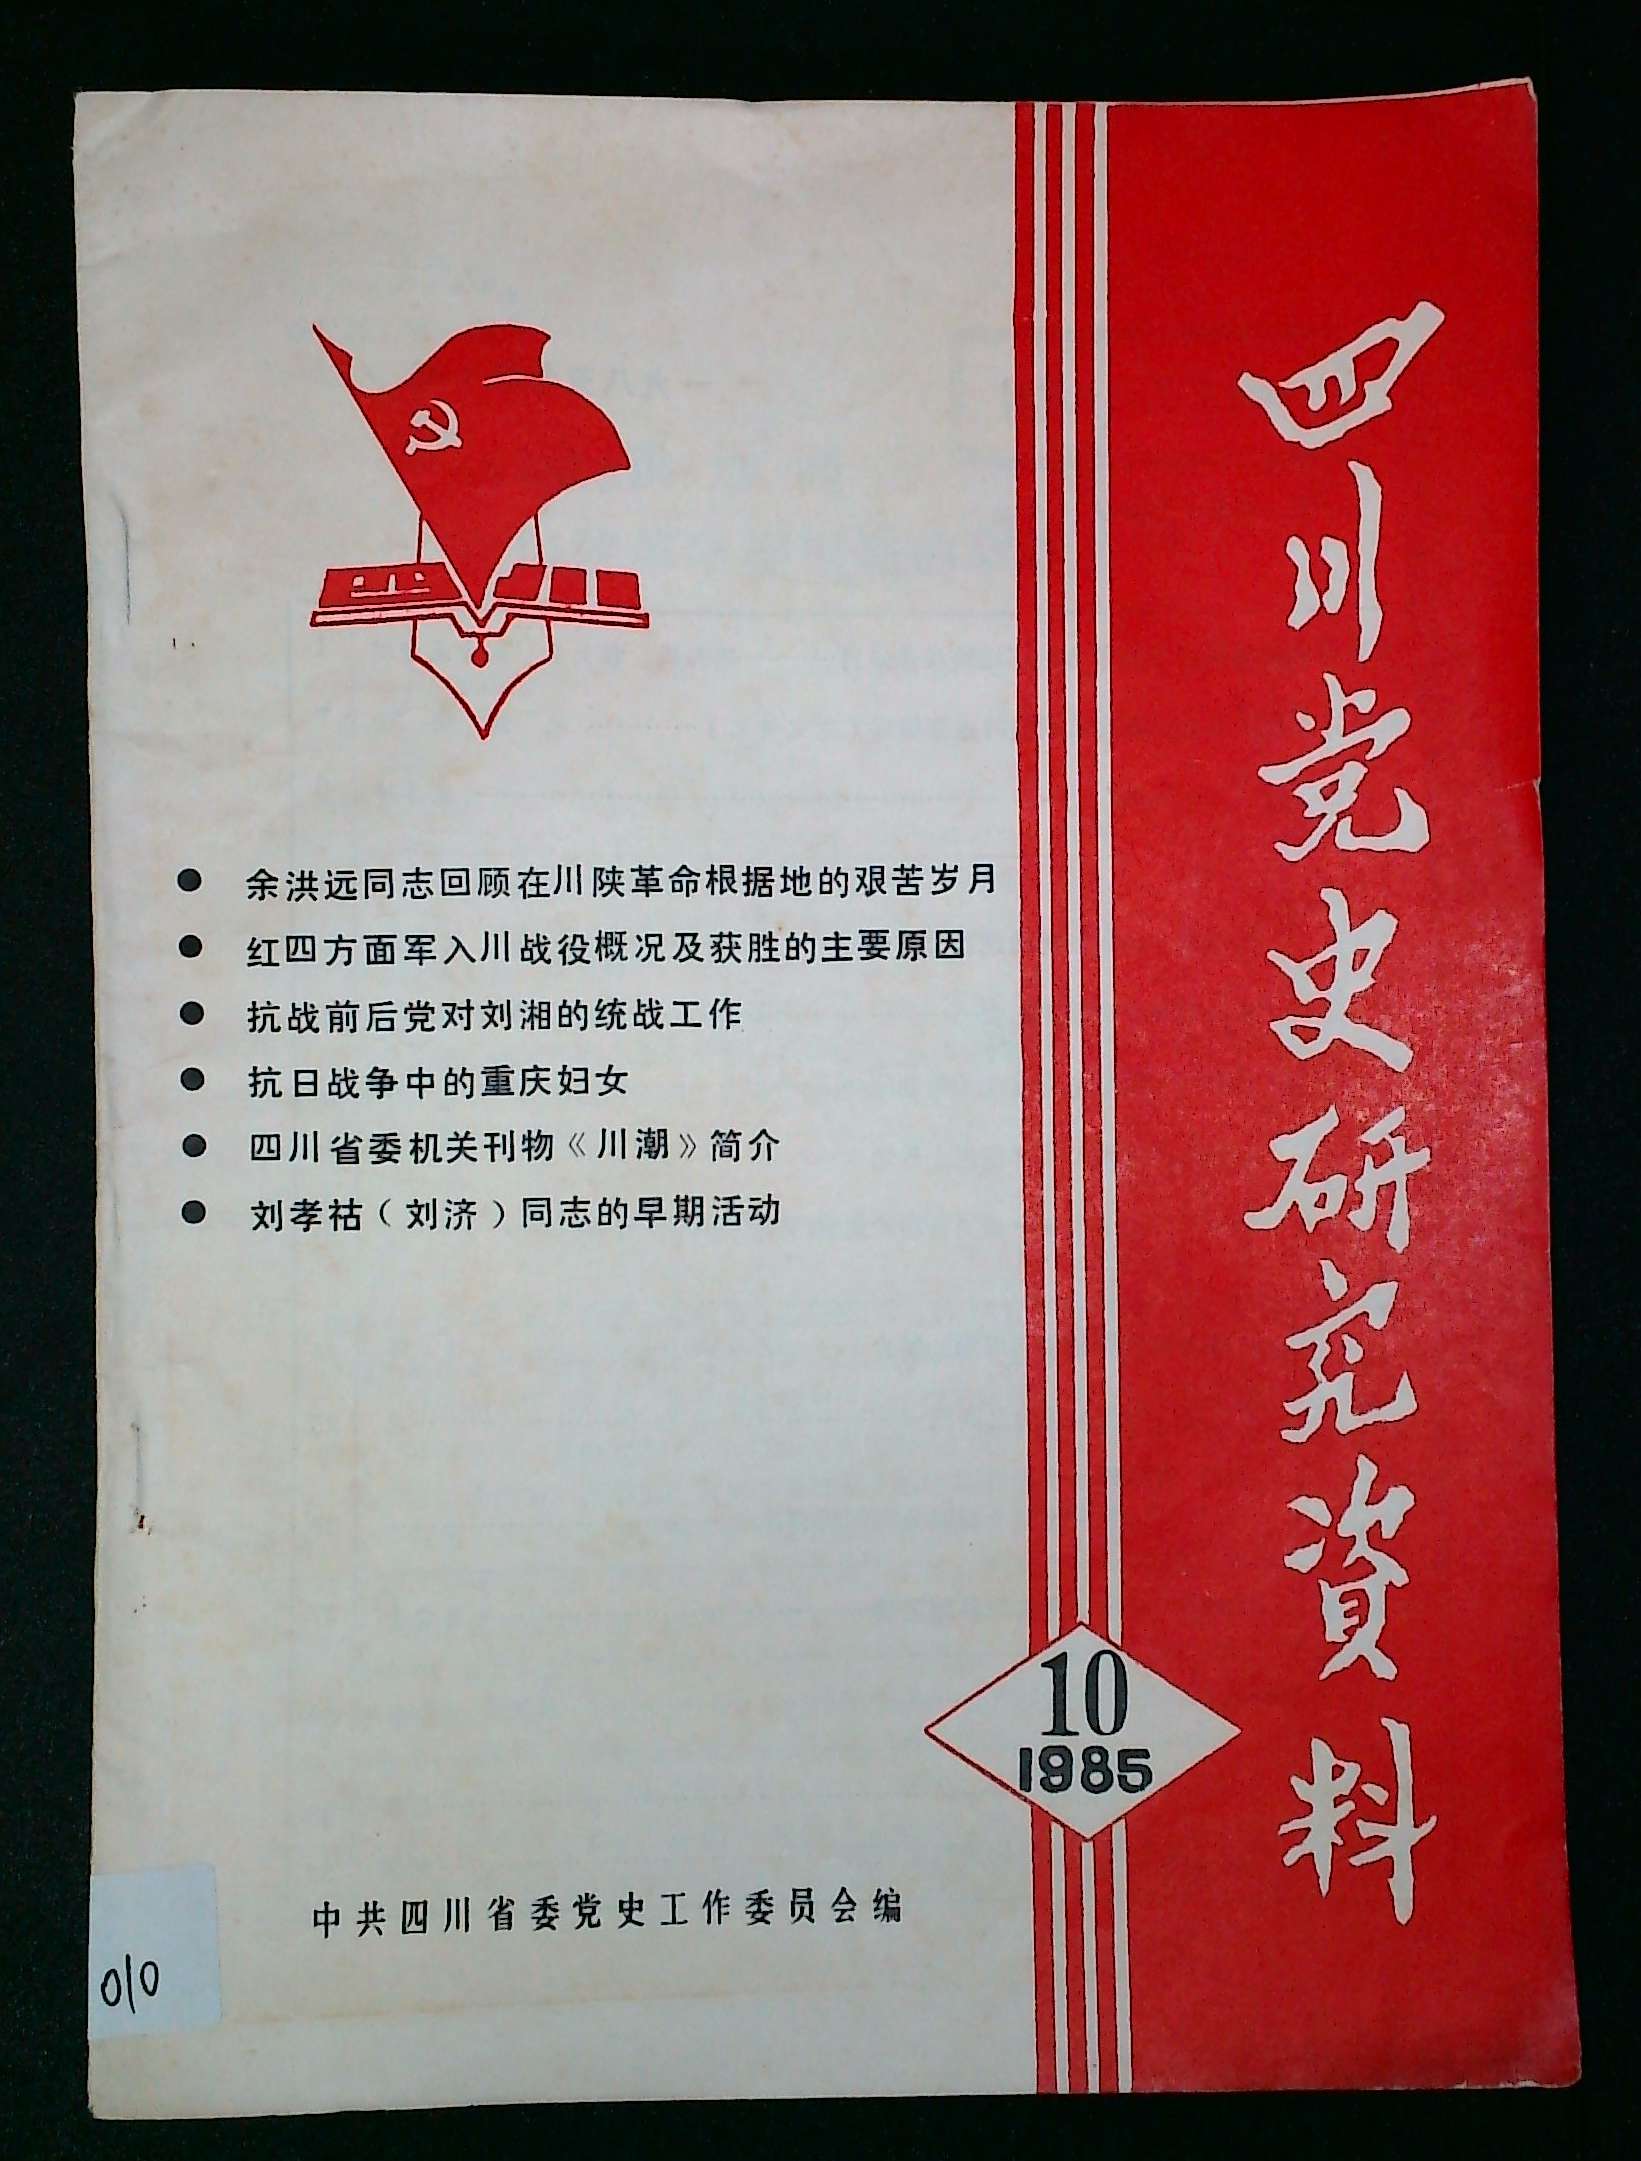 四川党史研究資料
● 余洪远同志回顾在川陕革命根据地的艰苦岁月
● 红四方面军入川战役概况及获胜的主要原因
● 抗战前后党对刘湘的统战工作
● 抗日战争中的重庆妇女
● 四川省委机关刊物《川潮》简介
● 刘孝祜（刘济）同志的早期活动
10
1985
中共四川省委党史工作委员会编
010